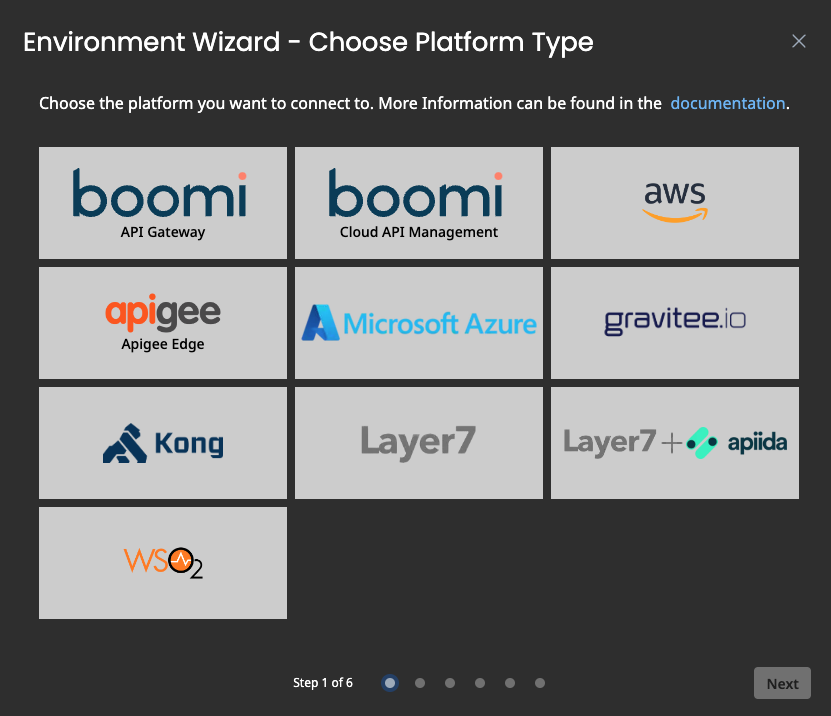 Environment Wizard - Choose Platform Type
Choose the platform you want to connect to. More Information can be found in the documentation.
boomi
API Gateway
boomi
Cloud API Management
aws
apigee
Apigee Edge
Microsoft Azure
gravitee.io
Kong
Layer7
Layer7 + apiida
WSO2
Step 1 of 6
Next